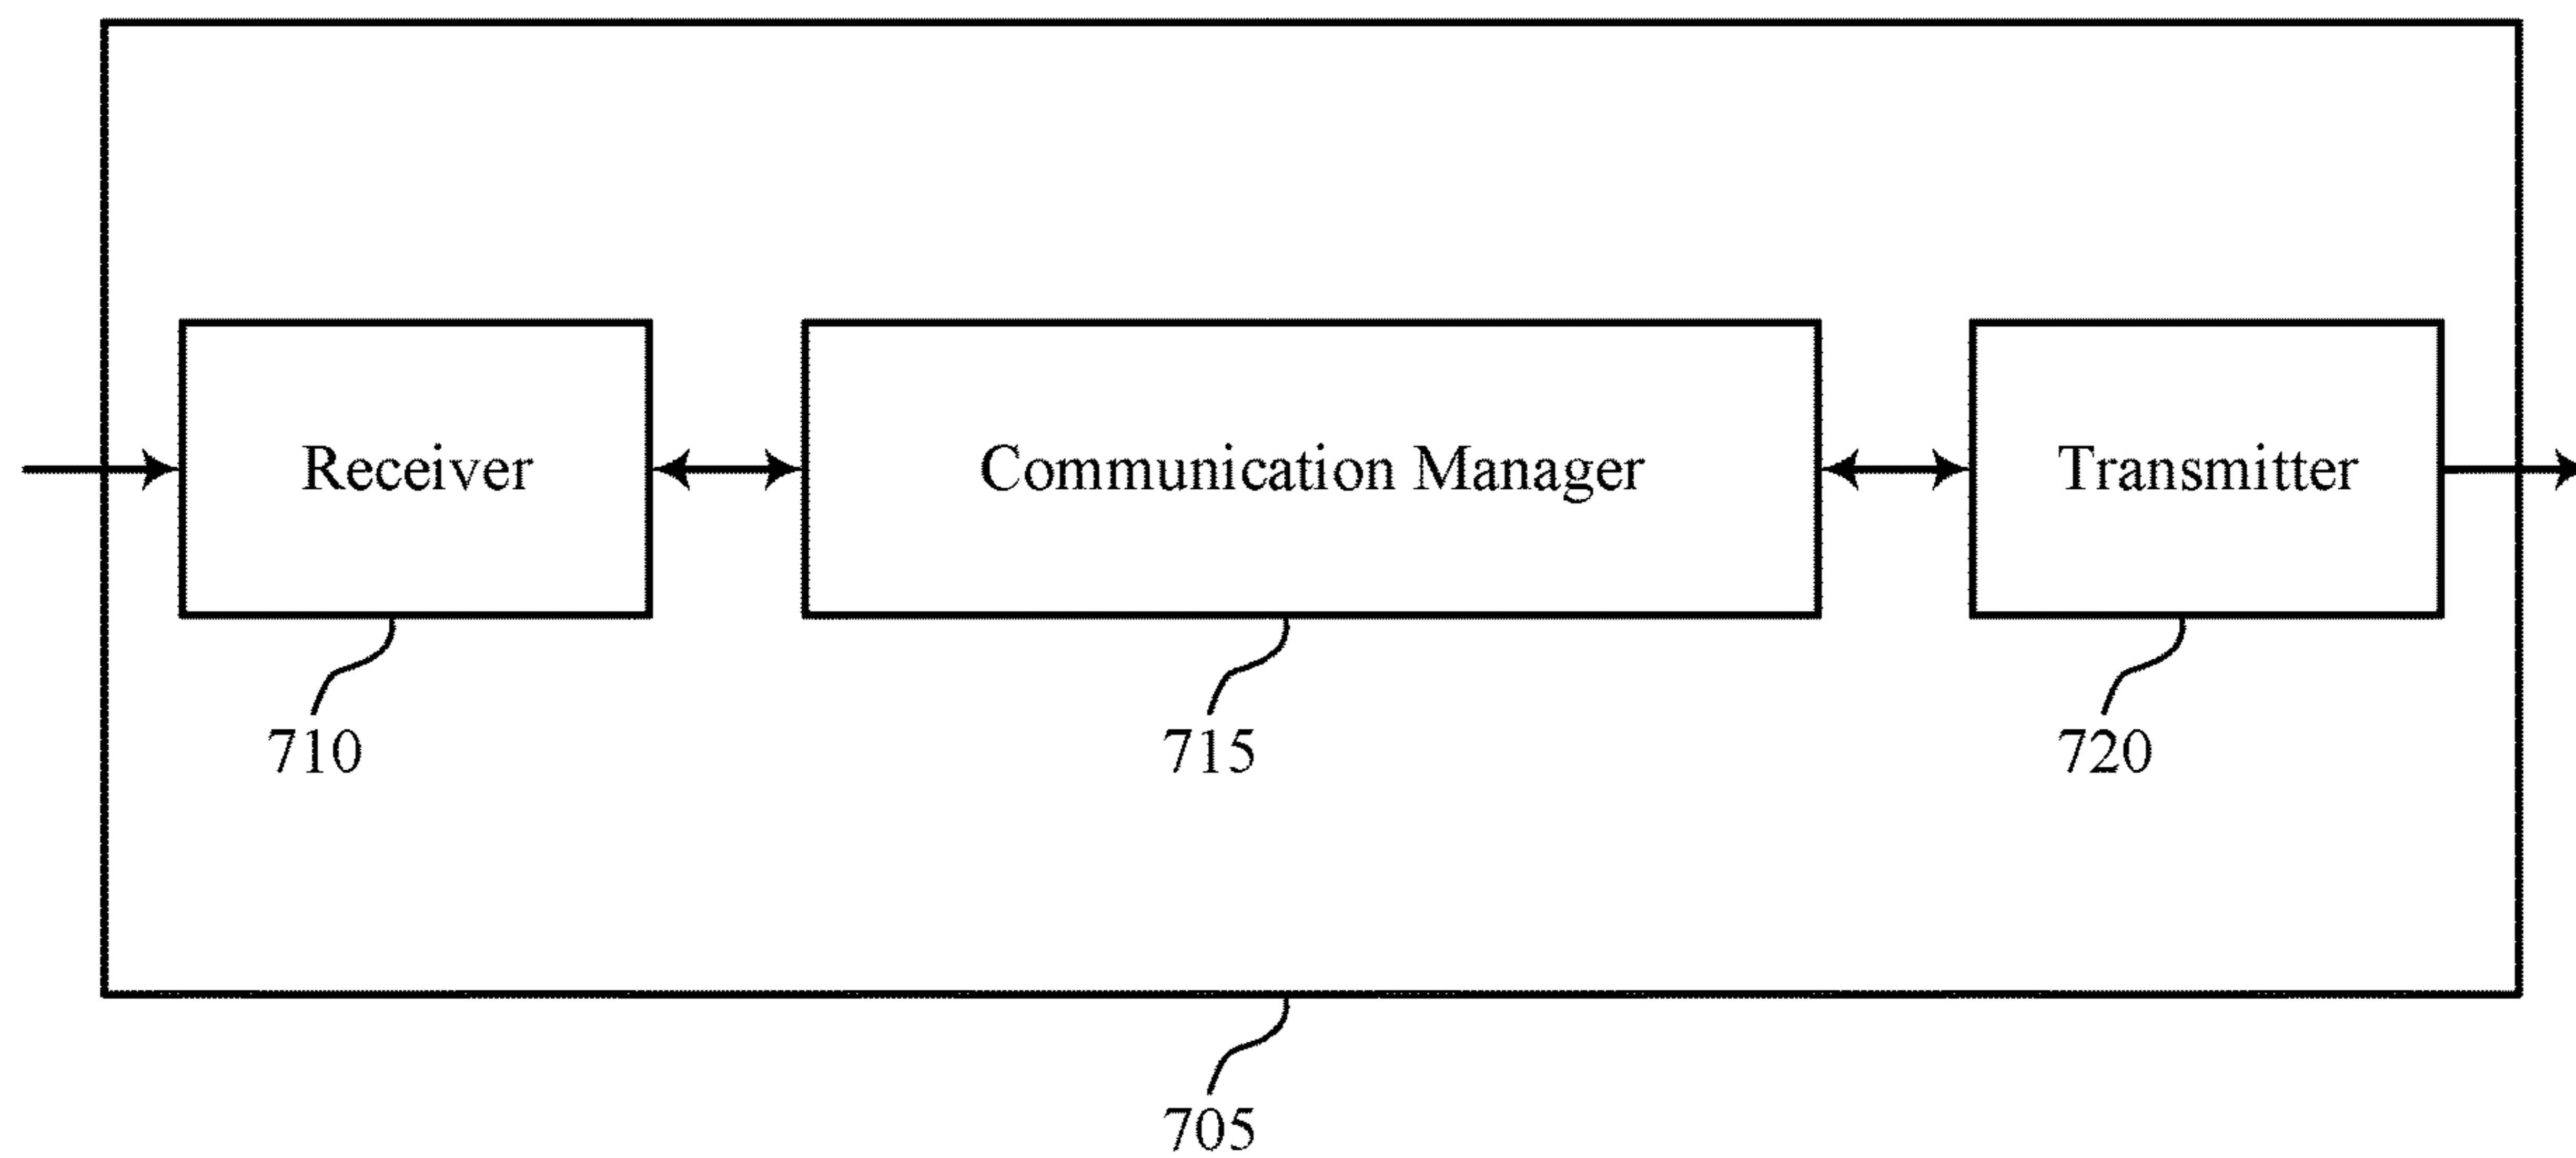 Receiver
Communication Manager
Transmitter
710
715
720
705